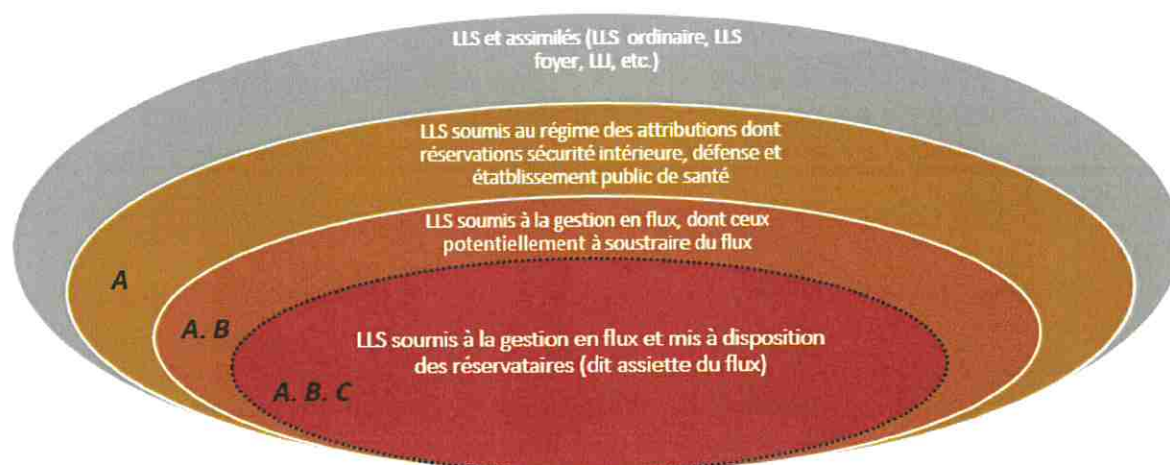 LLS et assimilés (LLS ordinaire, LLS
foyer, LLI, etc.)
LLS soumis au régime des attributions dont
réservations sécurité intérieure, défense et
étatblissement public de santé
LLS soumis à la gestion en flux, dont ceux
potentiellement à soustraire du flux
A
A. B
LLS soumis à la gestion en flux et mis à disposition
des réservataires (dit assiette du flux)
A. B. C